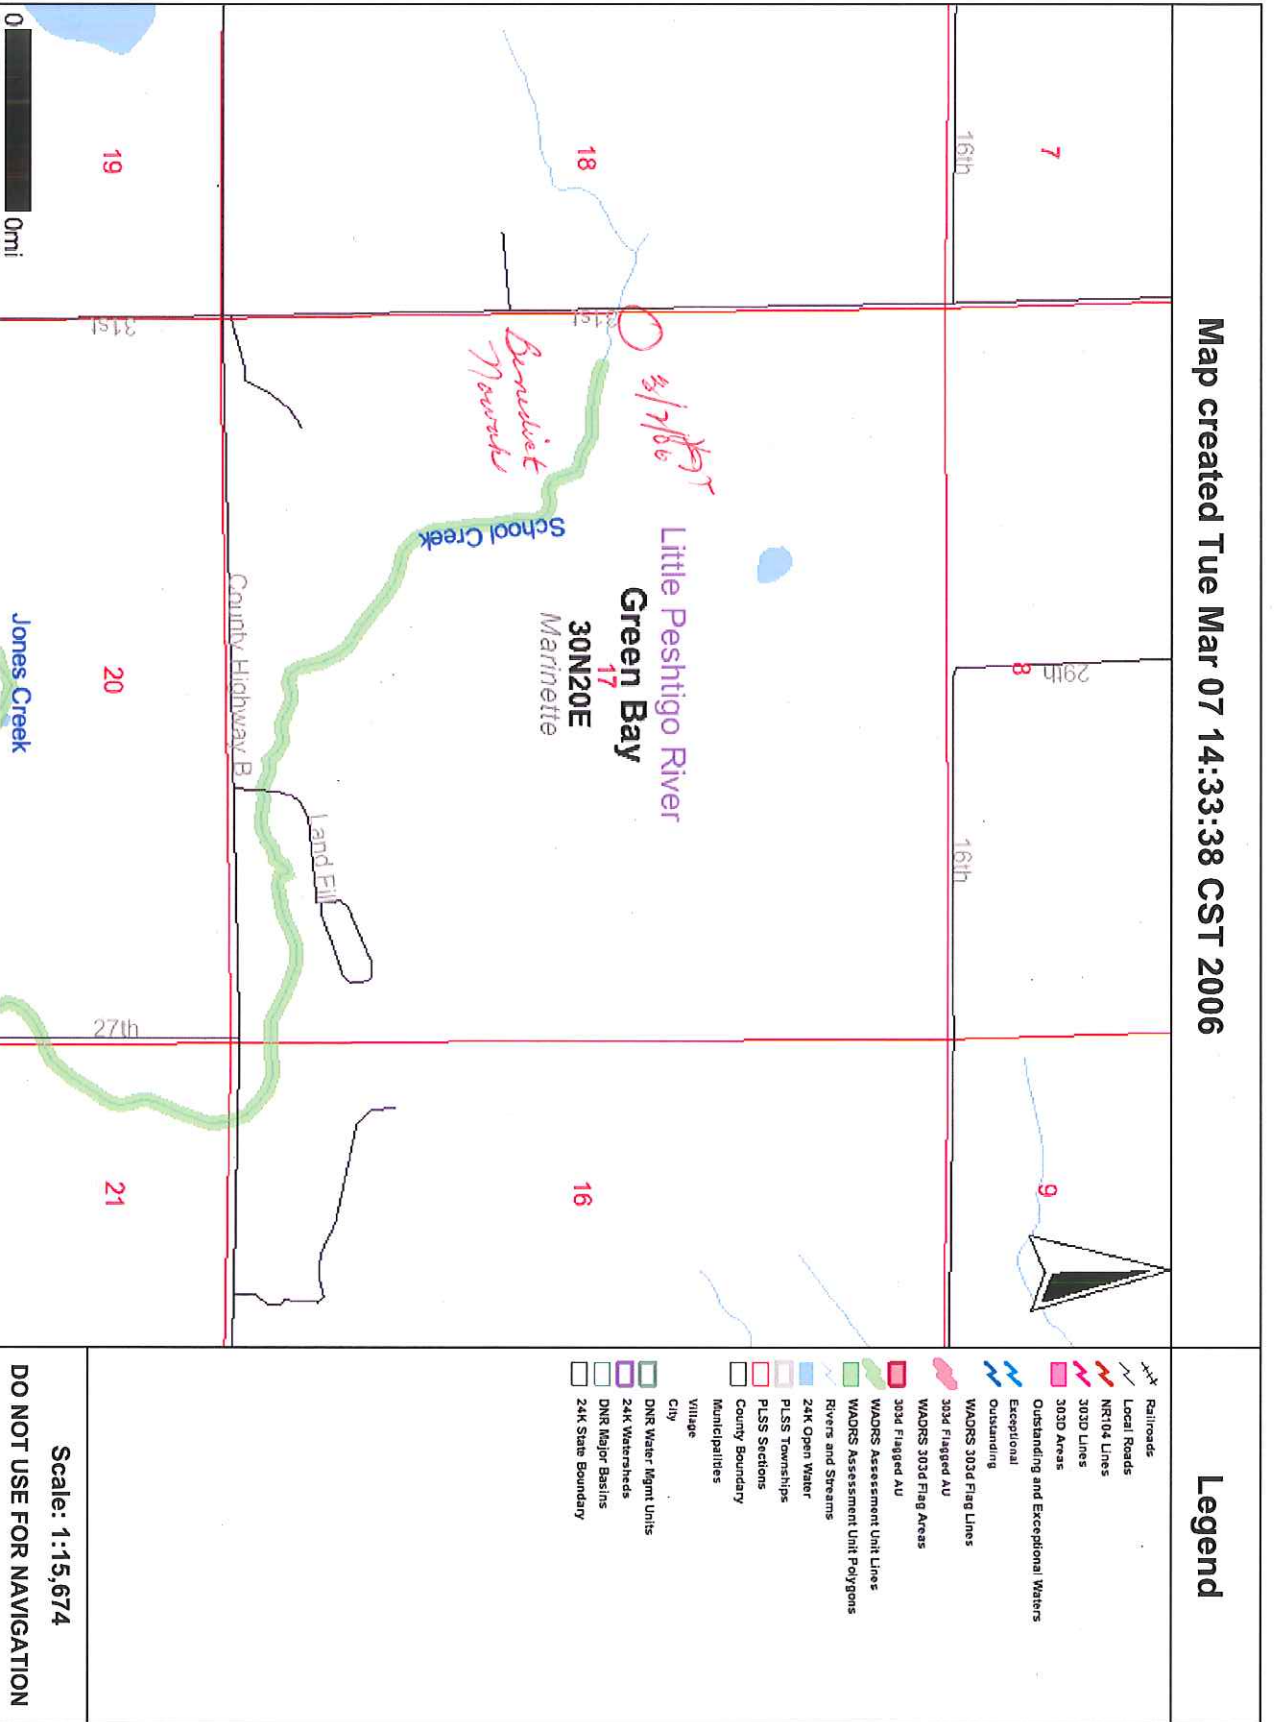 Map created Tue Mar 07 14:33:38 CST 2006
7
16th
8
29th
9
16th
18
31st
3/7/06
Benedict
School Creek
Little Peshtigo River
Green Bay
17
30N20E
Marinette
16
Land Fill
County Highway B
31st
19
20
27th
21
Jones Creek
0
0mi
Legend
Railroads
Local Roads
NR104 Lines
303D Lines
303D Areas
Outstanding and Exceptional Waters
Exceptional
Outstanding
WADRS 303d Flag Lines
303d Flagged AU
WADRS 303d Flag Areas
303d Flagged AU
WADRS Assessment Unit Lines
WADRS Assessment Unit Polygons
Rivers and Streams
24K Open Water
PLSS Townships
PLSS Sections
County Boundary
Municipalities
Village
City
DNR Water Mgmt Units
24K Watersheds
DNR Major Basins
24K State Boundary
Scale: 1:15,674
DO NOT USE FOR NAVIGATION